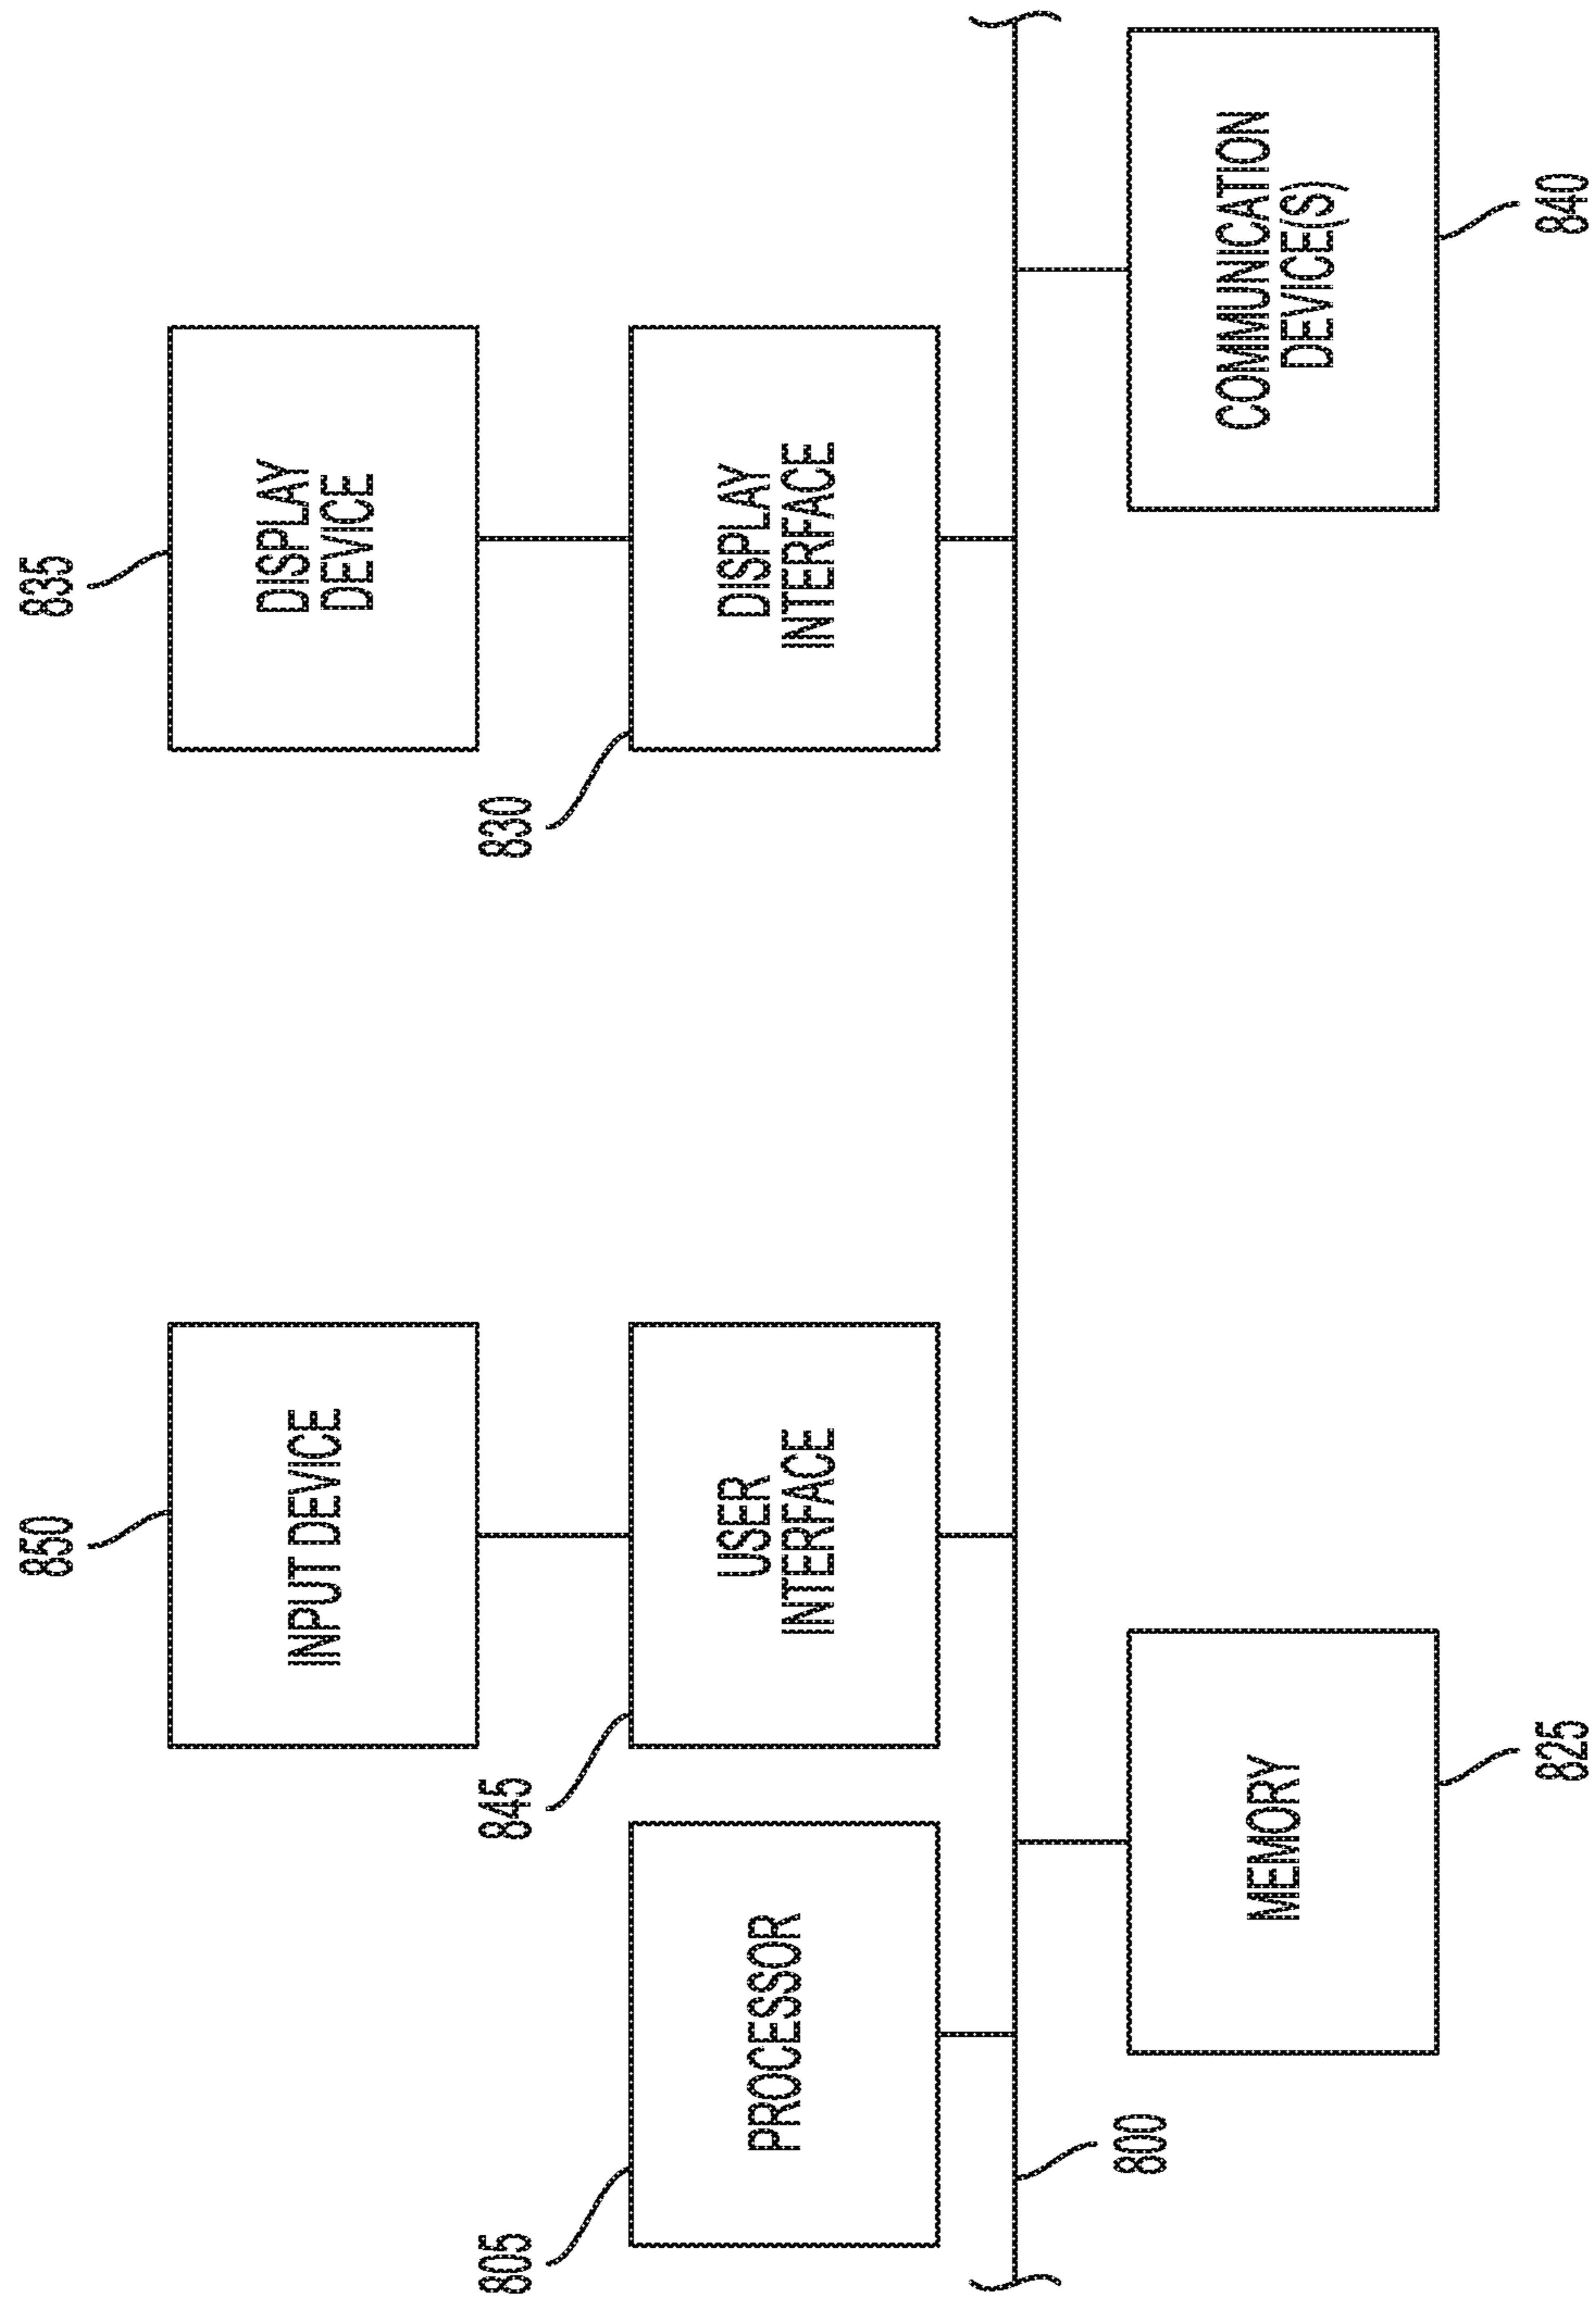 850
INPUT DEVICE
835
DISPLAY
DEVICE
805
PROCESSOR
845
USER
INTERFACE
830
DISPLAY
INTERFACE
800
MEMORY
825
COMMUNICATION
DEVICE(S)
840